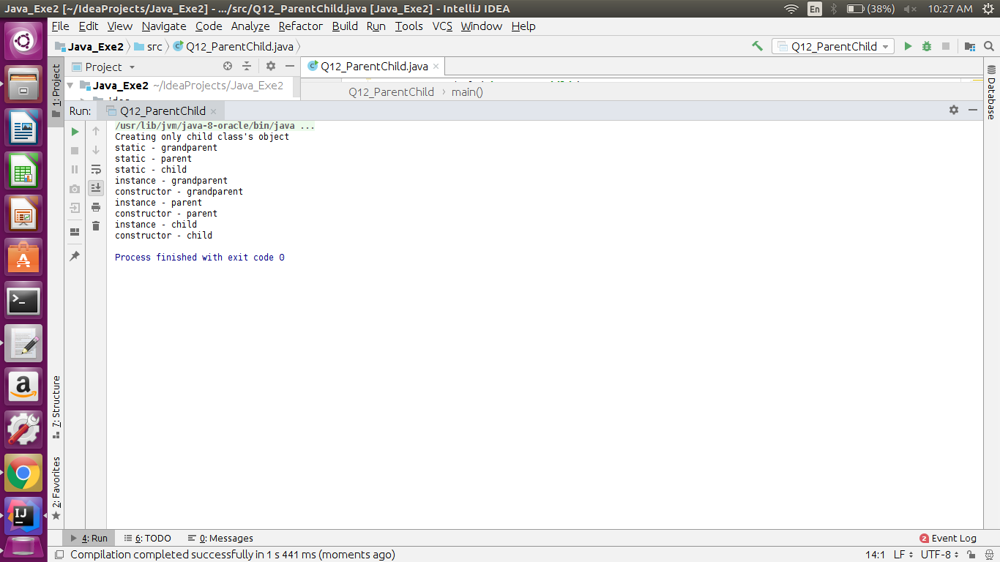 Java_Exe2 [~/IdeaProjects/Java_Exe2] - .../src/Q12_ParentChild.java [Java_Exe2] - IntelliJ IDEA
En
(38%)
10:27 AM
File Edit View Navigate Code Analyze Refactor Build Run Tools VCS Window Help
Java_Exe2 src Q12_ParentChild.java
Q12_ParentChild
1: Project
Project
Q12_ParentChild.java
Java_Exe2 ~/IdeaProjects/Java_Exe2
Q12_ParentChild › main()
Database
Run: Q12_ParentChild
/usr/lib/jvm/java-8-oracle/bin/java ...
Creating only child class's object
static - grandparent
static - parent
static - child
instance - grandparent
constructor - grandparent
instance - parent
constructor - parent
instance - child
constructor - child
Process finished with exit code 0
7: Structure
2: Favorites
IJ
4: Run 6: TODO 0: Messages
2 Event Log
Compilation completed successfully in 1 s 441 ms (moments ago)
14:1 LF UTF-8